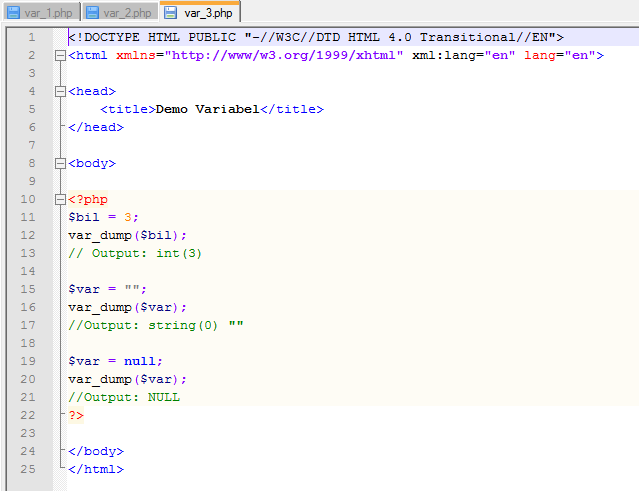 var_1.php var_2.php var_3.php
1 <!DOCTYPE HTML PUBLIC "-//W3C//DTD HTML 4.0 Transitional//EN">
2 <html xmlns="http://www/w3.org/1999/xhtml" xml:lang="en" lang="en">
3
4 <head>
5     <title>Demo Variabel</title>
6 </head>
7
8 <body>
9
10 <?php
11 $bil = 3;
12 var_dump($bil);
13 // Output: int(3)
14
15 $var = "";
16 var_dump($var);
17 //Output: string(0) ""
18
19 $var = null;
20 var_dump($var);
21 //Output: NULL
22 ?>
23
24 </body>
25 </html>